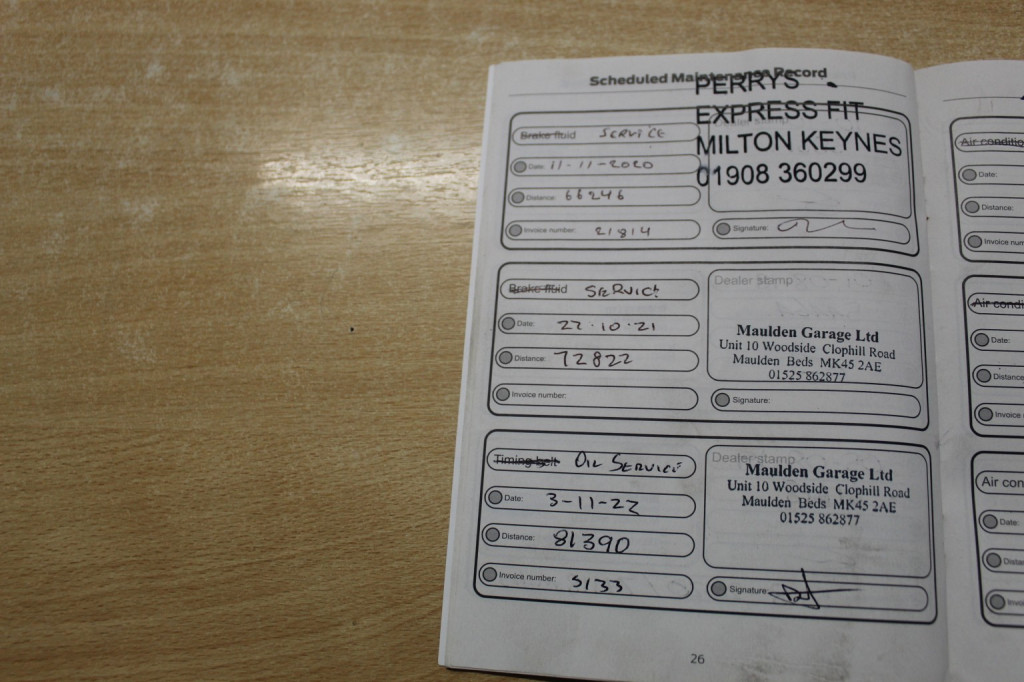 Scheduled Maintenance Record
PERRYS
EXPRESS FIT
MILTON KEYNES
01908 360299
Brake fluid SERVICE
Date: 11-11-2020
Distance: 66246
Invoice number: 21814
Signature:
Brake fluid SERVICE
Date: 22.10.21
Distance: 72822
Invoice number:
Dealer stamp
Maulden Garage Ltd
Unit 10 Woodside Clophill Road
Maulden Beds MK45 2AE
01525 862877
Signature:
Timing belt OIL SERVICE
Date: 3-11-22
Distance: 81390
Invoice number: 5133
Dealer stamp
Maulden Garage Ltd
Unit 10 Woodside Clophill Road
Maulden Beds MK45 2AE
01525 862877
Signature:
26
Air conditio
Date:
Distance:
Invoice num
Air condi
Date:
Distance
Invoice
Air con
Date:
Dista
Invo